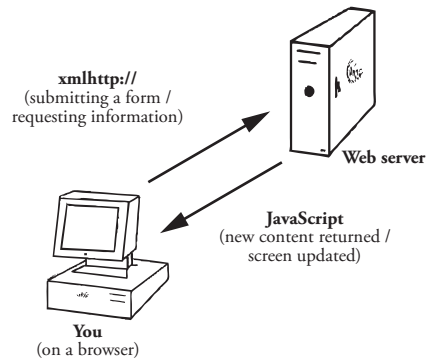 xmlhttp://
(submitting a form /
requesting information)
Web server
JavaScript
(new content returned /
screen updated)
You
(on a browser)